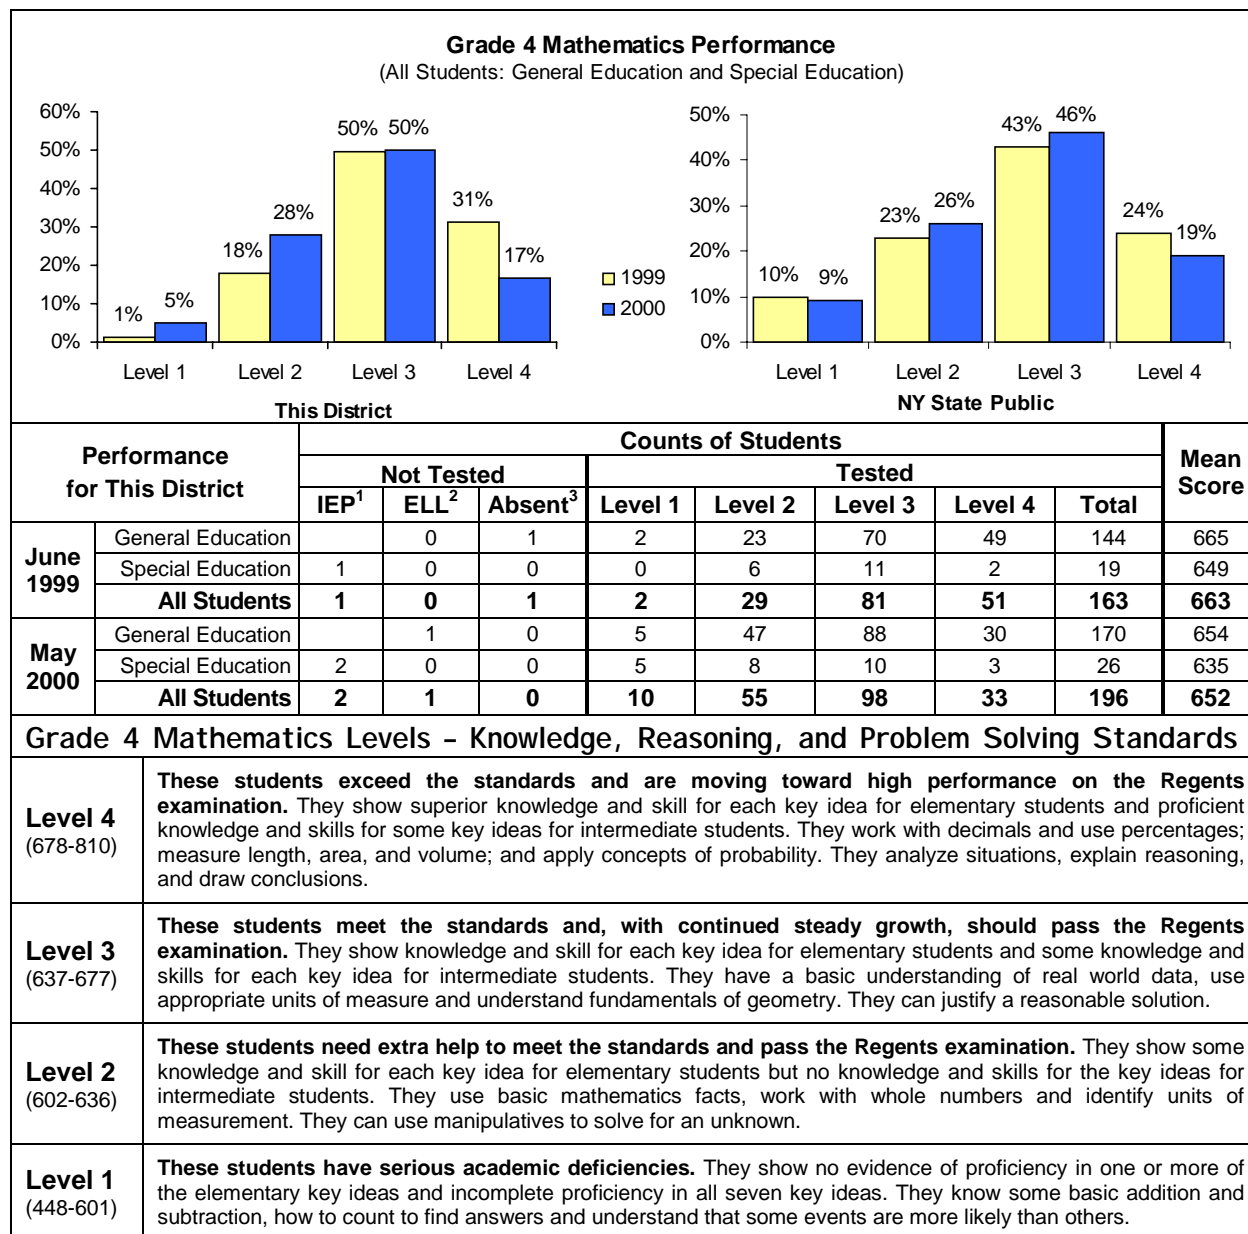 Grade 4 Mathematics Performance
(All Students: General Education and Special Education)
60%
50%
40%
30%
20%
10%
0%
1%
5%
18%
28%
50%
50%
31%
17%
Level 1
Level 2
Level 3
Level 4
This District
1999
2000
50%
40%
30%
20%
10%
0%
10%
9%
23%
26%
43%
46%
24%
19%
Level 1
Level 2
Level 3
Level 4
NY State Public
Performance for This District
Counts of Students
Mean Score
Not Tested
Tested
IEP1 ELL2 Absent3 Level 1 Level 2 Level 3 Level 4 Total
June 1999
General Education 0 1 2 23 70 49 144 665
Special Education 1 0 0 0 6 11 2 19 649
All Students 1 0 1 2 29 81 51 163 663
May 2000
General Education 1 0 5 47 88 30 170 654
Special Education 2 0 0 5 8 10 3 26 635
All Students 2 1 0 10 55 98 33 196 652
Grade 4 Mathematics Levels – Knowledge, Reasoning, and Problem Solving Standards
Level 4
(678-810)
These students exceed the standards and are moving toward high performance on the Regents
examination. They show superior knowledge and skill for each key idea for elementary students and proficient
knowledge and skills for some key ideas for intermediate students. They work with decimals and use percentages;
measure length, area, and volume; and apply concepts of probability. They analyze situations, explain reasoning,
and draw conclusions.
Level 3
(637-677)
These students meet the standards and, with continued steady growth, should pass the Regents
examination. They show knowledge and skill for each key idea for elementary students and some knowledge and
skills for each key idea for intermediate students. They have a basic understanding of real world data, use
appropriate units of measure and understand fundamentals of geometry. They can justify a reasonable solution.
Level 2
(602-636)
These students need extra help to meet the standards and pass the Regents examination. They show some
knowledge and skill for each key idea for elementary students but no knowledge and skills for the key ideas for
intermediate students. They use basic mathematics facts, work with whole numbers and identify units of
measurement. They can use manipulatives to solve for an unknown.
Level 1
(448-601)
These students have serious academic deficiencies. They show no evidence of proficiency in one or more of
the elementary key ideas and incomplete proficiency in all seven key ideas. They know some basic addition and
subtraction, how to count to find answers and understand that some events are more likely than others.